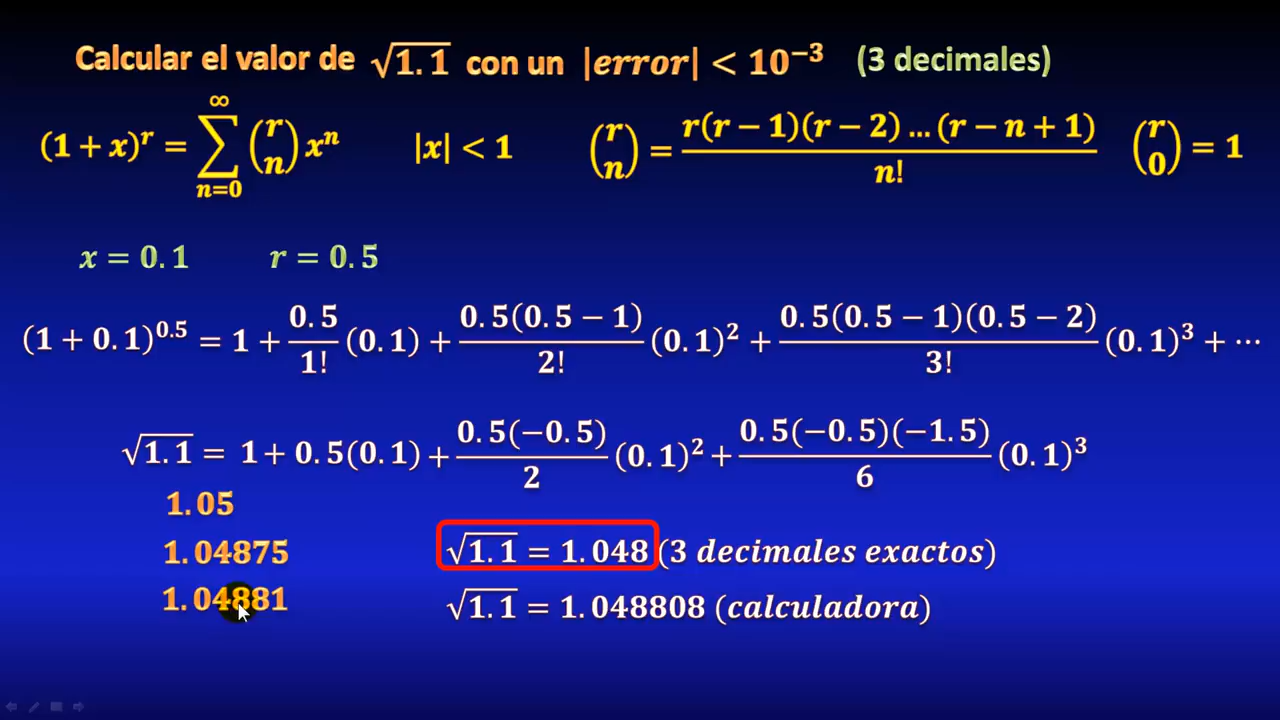 Calcular el valor de √1.1 con un |error| < 10⁻³ (3 decimales)
(1 + x)^r = ∑_{n=0}^{∞} (r n) xⁿ |x| < 1 (r n) = r(r − 1)(r − 2) … (r − n + 1) / n! (r 0) = 1
x = 0.1 r = 0.5
(1 + 0.1)^0.5 = 1 + 0.5/1! (0.1) + 0.5(0.5 − 1)/2! (0.1)² + 0.5(0.5 − 1)(0.5 − 2)/3! (0.1)³ + ⋯
√1.1 = 1 + 0.5(0.1) + 0.5(−0.5)/2 (0.1)² + 0.5(−0.5)(−1.5)/6 (0.1)³
1.05
1.04875 √1.1 = 1.048 (3 decimales exactos)
1.04881 √1.1 = 1.048808 (calculadora)